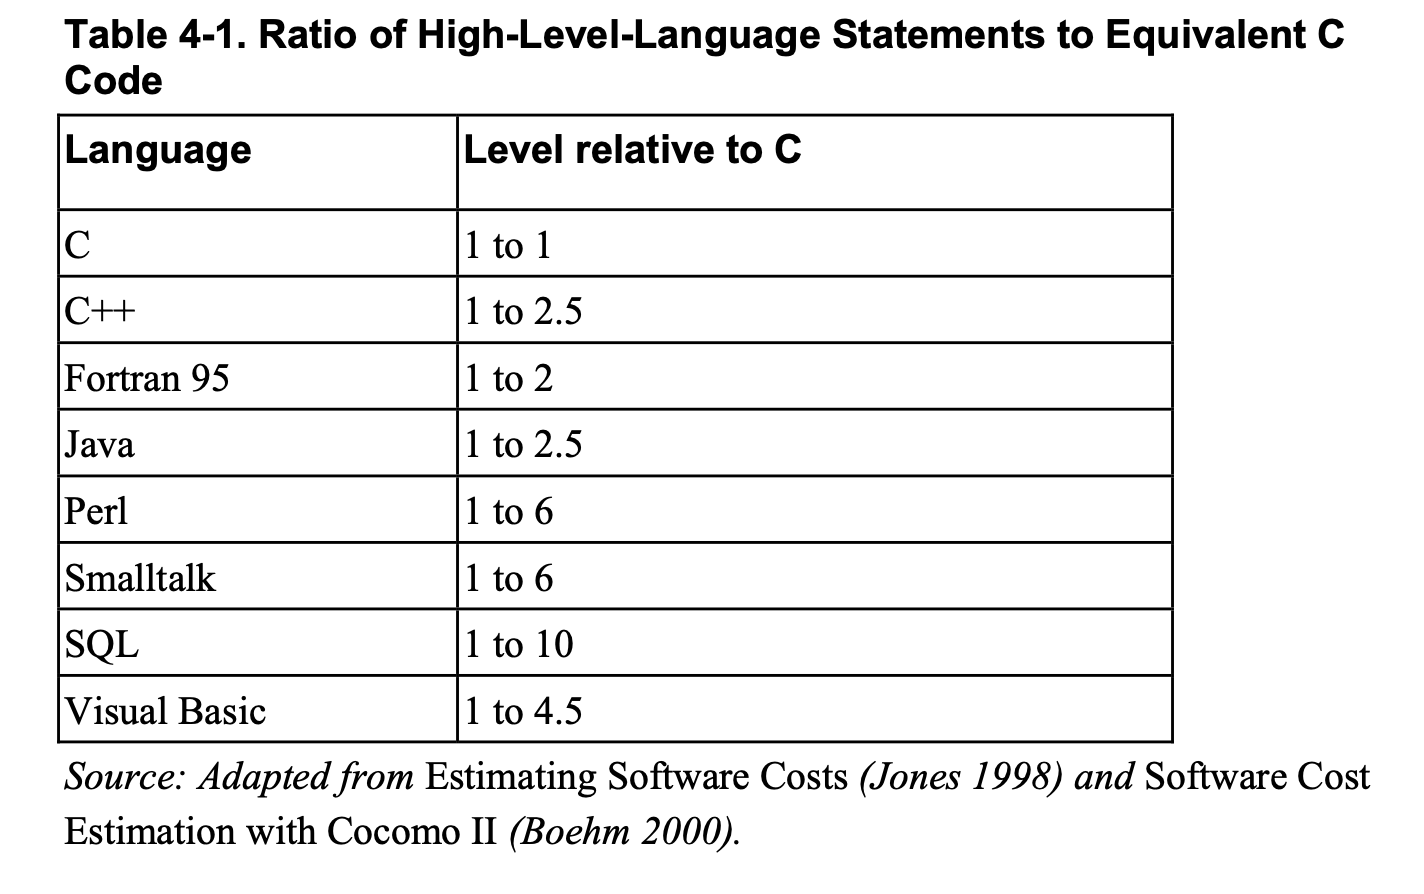 Table 4-1. Ratio of High-Level-Language Statements to Equivalent C
Code
Language Level relative to C
C 1 to 1
C++ 1 to 2.5
Fortran 95 1 to 2
Java 1 to 2.5
Perl 1 to 6
Smalltalk 1 to 6
SQL 1 to 10
Visual Basic 1 to 4.5
Source: Adapted from Estimating Software Costs (Jones 1998) and Software Cost
Estimation with Cocomo II (Boehm 2000).